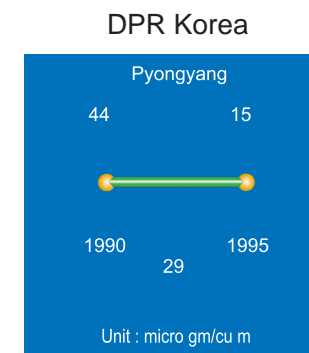 DPR Korea
Pyongyang
44 15
1990 1995
29
Unit : micro gm/cu m